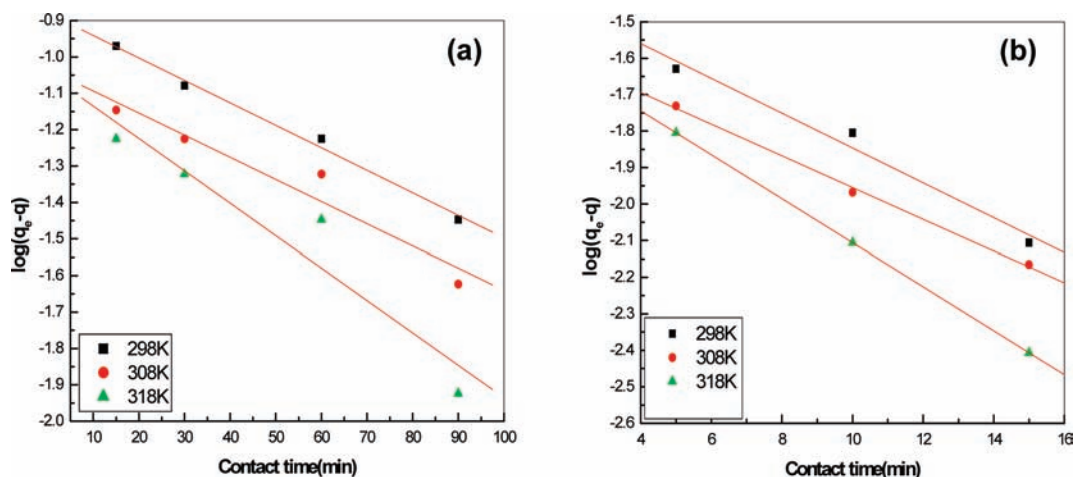 (a)
-0.9
-1.0
-1.1
-1.2
-1.3
-1.4
-1.5
-1.6
-1.7
-1.8
-1.9
-2.0
log(qe-q)
298K
308K
318K
10 20 30 40 50 60 70 80 90 100
Contact time(min)
(b)
-1.5
-1.6
-1.7
-1.8
-1.9
-2.0
-2.1
-2.2
-2.3
-2.4
-2.5
-2.6
log(qe-q)
298K
308K
318K
4 6 8 10 12 14 16
Contact time(min)